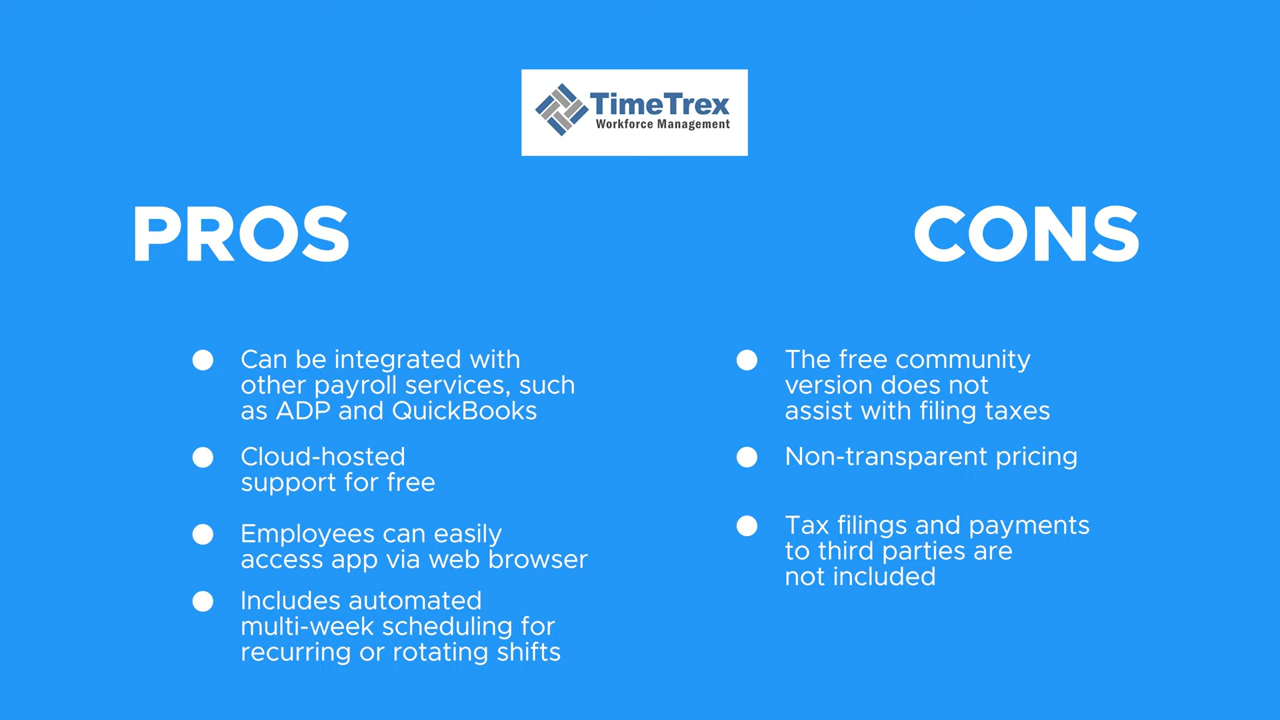 TimeTrex
Workforce Management
PROS
Can be integrated with
other payroll services, such
as ADP and QuickBooks
Cloud-hosted
support for free
Employees can easily
access app via web browser
Includes automated
multi-week scheduling for
recurring or rotating shifts
CONS
The free community
version does not
assist with filing taxes
Non-transparent pricing
Tax filings and payments
to third parties are
not included